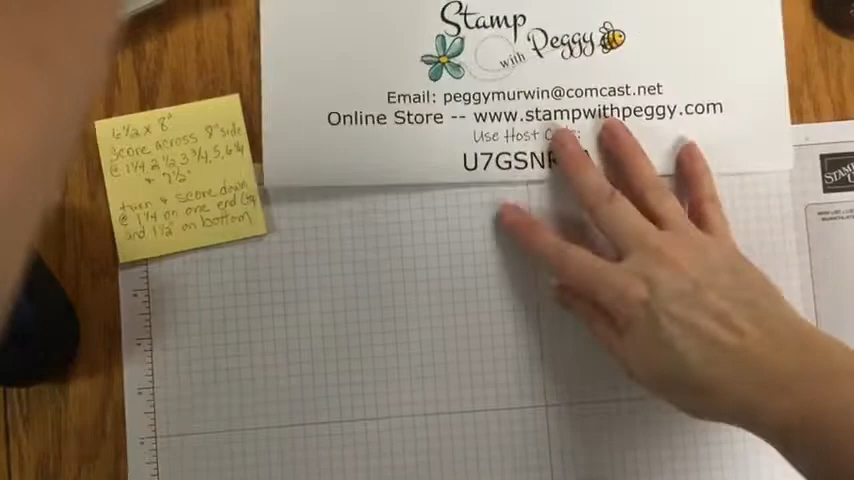 Stamp
with Peggy
Email: peggymurwin@comcast.net
Online Store -- www.stampwithpeggy.com
Use Host
U7GSN
6 1/2 x 8"
Score across 8" side
@ 1 1/4, 2 1/2, 3 3/4, 5, 6 1/4
+ 7 1/2"
turn & score down
@ 1 1/4 on one end
and 1 1/2" on bottom